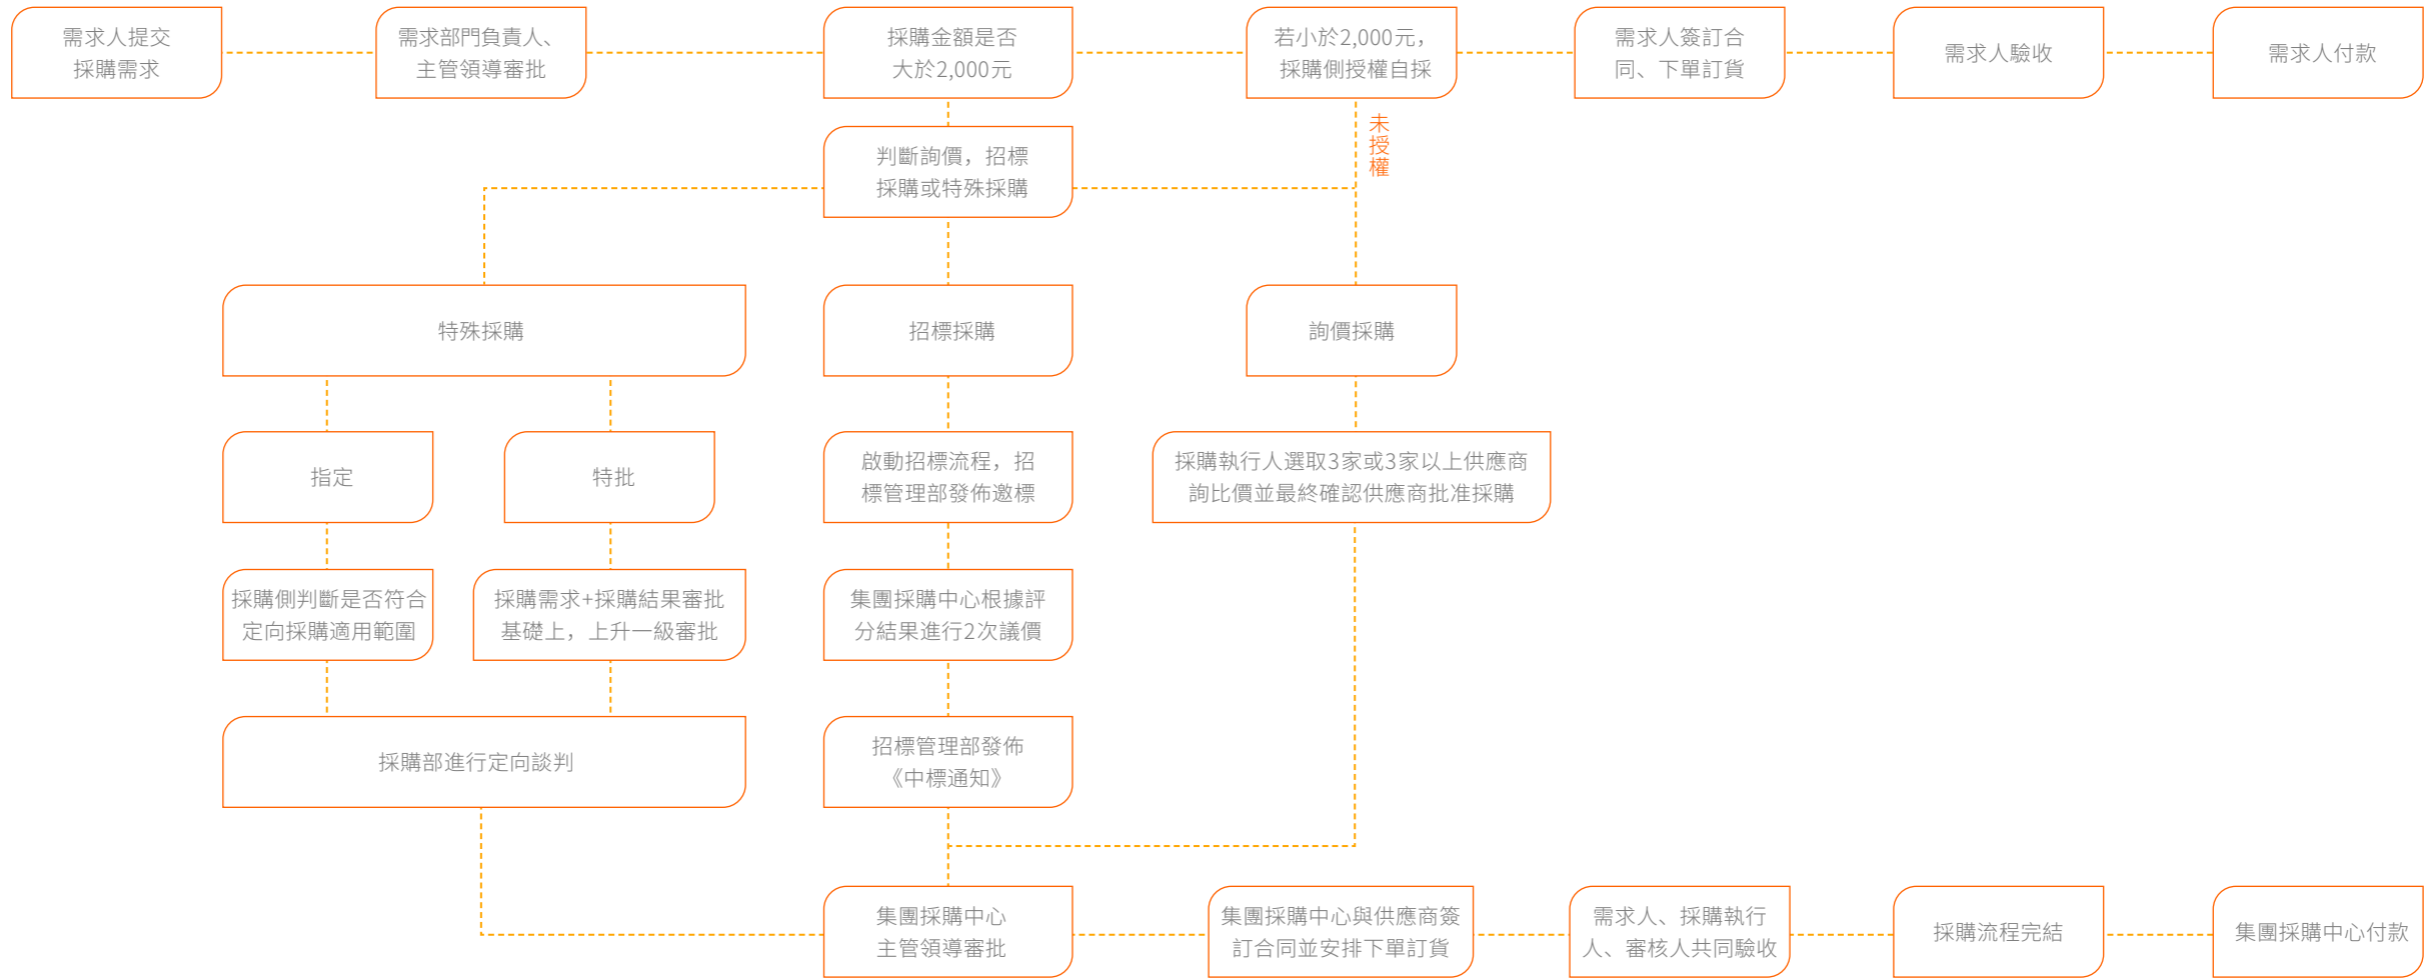 需求人提交
採購需求
需求部門負責人、
主管領導審批
採購金額是否
大於2,000元
若小於2,000元，
採購側授權自採
需求人簽訂合
同、下單訂貨
需求人驗收
需求人付款
未授權
判斷詢價，招標
採購或特殊採購
特殊採購
招標採購
詢價採購
指定
特批
啟動招標流程，招
標管理部發佈邀標
採購執行人選取3家或3家以上供應商
詢比價並最終確認供應商批准採購
採購側判斷是否符合
定向採購適用範圍
採購需求+採購結果審批
基礎上，上升一級審批
集團採購中心根據評
分結果進行2次議價
採購部進行定向談判
招標管理部發佈
《中標通知》
集團採購中心
主管領導審批
集團採購中心與供應商簽
訂合同並安排下單訂貨
需求人、採購執行
人、審核人共同驗收
採購流程完結
集團採購中心付款